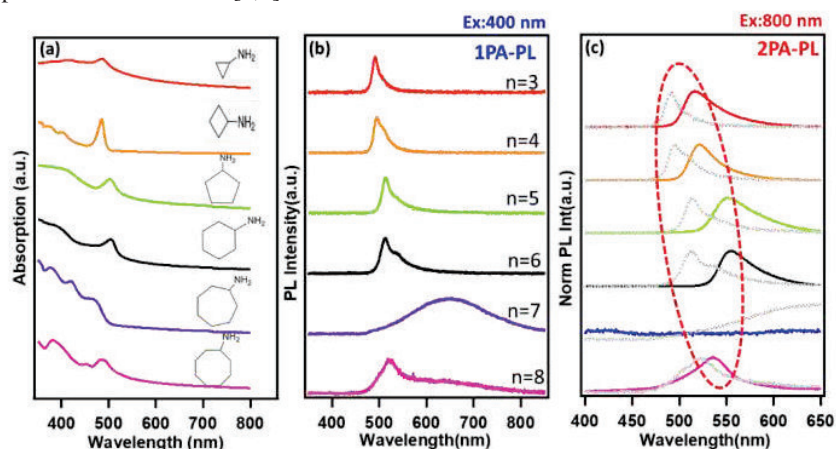 Ex:400 nm
Ex:800 nm
(a)
NH₂
NH₂
NH₂
NH₂
NH₂
NH₂
Absorption (a.u.)
400 500 600 700 800
Wavelength (nm)
(b)
1PA-PL
n=3
n=4
n=5
n=6
n=7
n=8
PL Intensity(a.u.)
400 500 600 700 800
Wavelength(nm)
(c)
2PA-PL
Norm PL Int(a.u.)
400 450 500 550 600 650
Wavelength(nm)